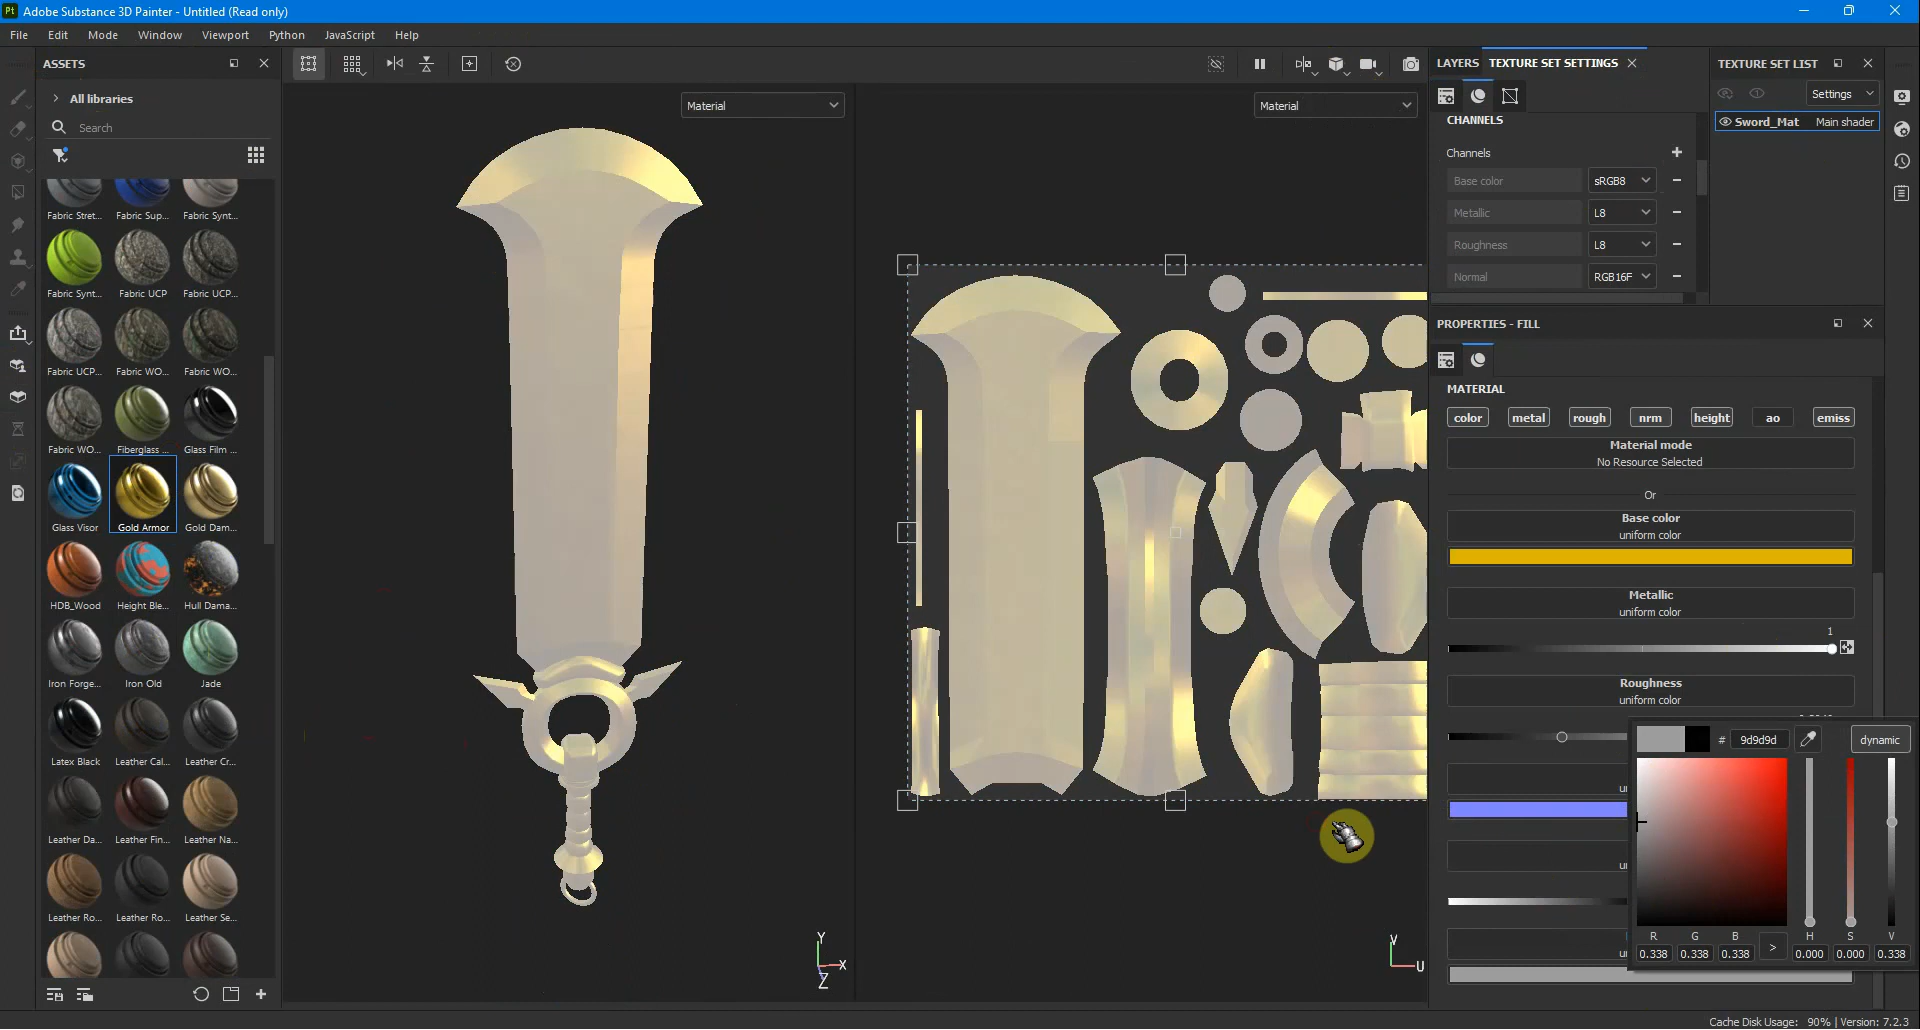 Pt Adobe Substance 3D Painter - Untitled (Read only)
File Edit Mode Window Viewport Python JavaScript Help
ASSETS
All libraries
Search
Fabric Stret... Fabric Sup... Fabric Synt...
Fabric Synt... Fabric UCP Fabric UCP...
Fabric UCP... Fabric WO... Fabric WO...
Fabric WO... Fiberglass ... Glass Film ...
Glass Visor Gold Armor Gold Dam...
HDB_Wood Height Ble... Hull Dama...
Iron Forge... Iron Old Jade
Latex Black Leather Cal... Leather Cr...
Leather Da... Leather Fin... Leather Na...
Leather Ro... Leather Ro... Leather Se...
Material
Y
X
Z
Material
V
U
LAYERS TEXTURE SET SETTINGS
CHANNELS
Channels
Base color sRGB8
Metallic L8
Roughness L8
Normal RGB16F
TEXTURE SET LIST
Settings
Sword_Mat Main shader
PROPERTIES - FILL
MATERIAL
color metal rough nrm height ao emiss
Material mode
No Resource Selected
Or
Base color
uniform color
Metallic
uniform color
1
Roughness
uniform color
# 9d9d9d dynamic
R G B H S V
0.338 0.338 0.338 > 0.000 0.000 0.338
Cache Disk Usage: 90% | Version: 7.2.3